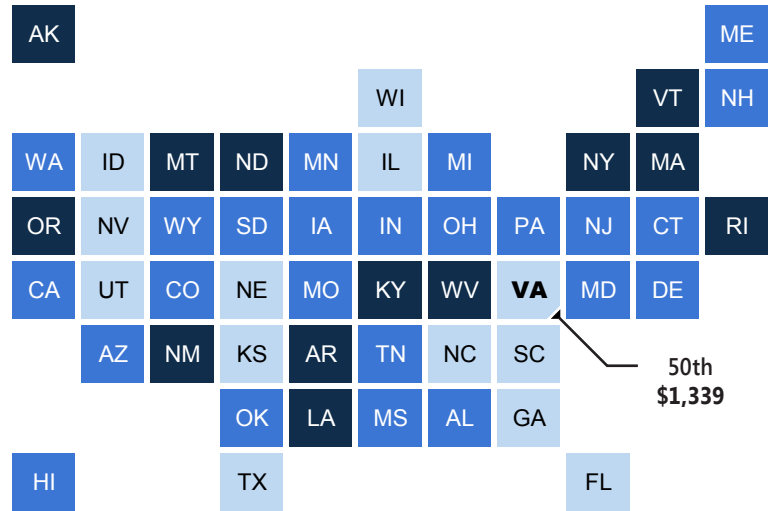 AK ME
WI VT NH
WA ID MT ND MN IL MI NY MA
OR NV WY SD IA IN OH PA NJ CT RI
CA UT CO NE MO KY WV VA MD DE
AZ NM KS AR TN NC SC
50th
$1,339
OK LA MS AL GA
HI TX FL